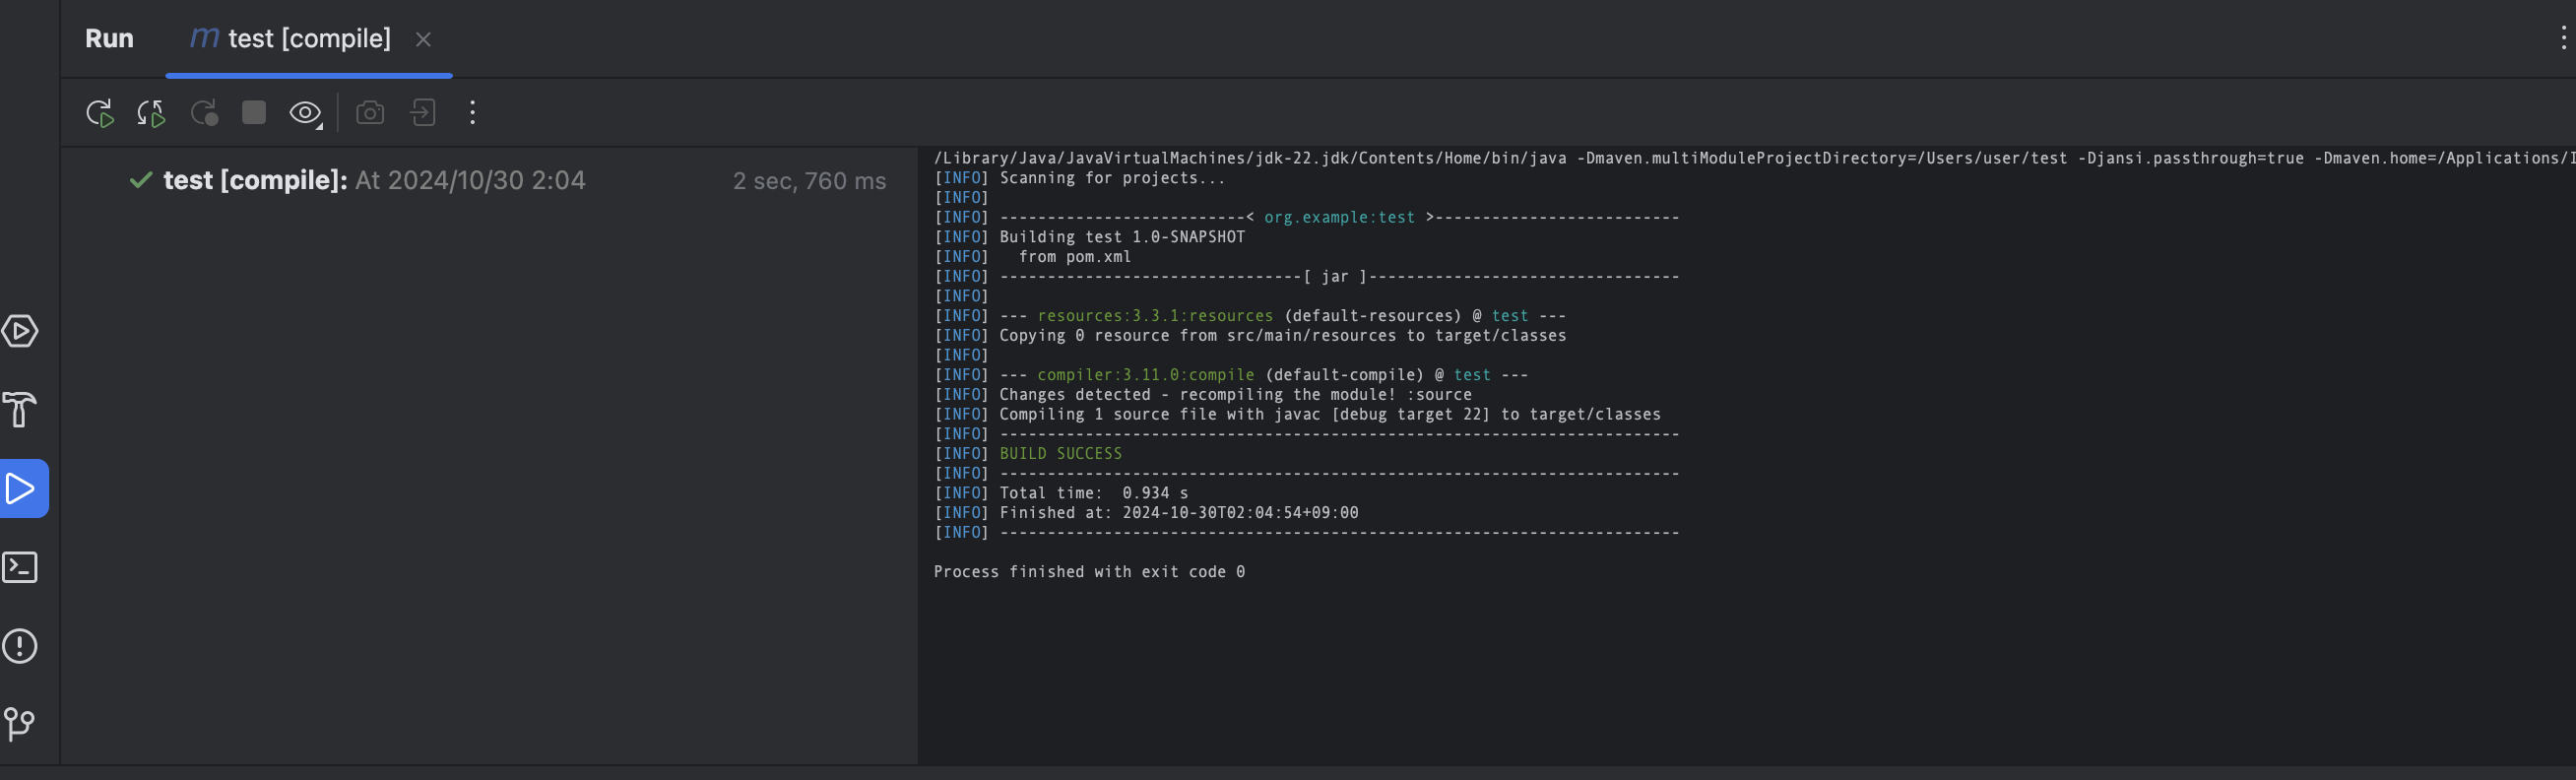 Run
test [compile]
test [compile]: At 2024/10/30 2:04 2 sec, 760 ms
/Library/Java/JavaVirtualMachines/jdk-22.jdk/Contents/Home/bin/java -Dmaven.multiModuleProjectDirectory=/Users/user/test -Djansi.passthrough=true -Dmaven.home=/Applications/I
[INFO] Scanning for projects...
[INFO]
[INFO] --------------------------< org.example:test >--------------------------
[INFO] Building test 1.0-SNAPSHOT
[INFO]   from pom.xml
[INFO] --------------------------------[ jar ]---------------------------------
[INFO]
[INFO] --- resources:3.3.1:resources (default-resources) @ test ---
[INFO] Copying 0 resource from src/main/resources to target/classes
[INFO]
[INFO] --- compiler:3.11.0:compile (default-compile) @ test ---
[INFO] Changes detected - recompiling the module! :source
[INFO] Compiling 1 source file with javac [debug target 22] to target/classes
[INFO] ------------------------------------------------------------------------
[INFO] BUILD SUCCESS
[INFO] ------------------------------------------------------------------------
[INFO] Total time:  0.934 s
[INFO] Finished at: 2024-10-30T02:04:54+09:00
[INFO] ------------------------------------------------------------------------
Process finished with exit code 0